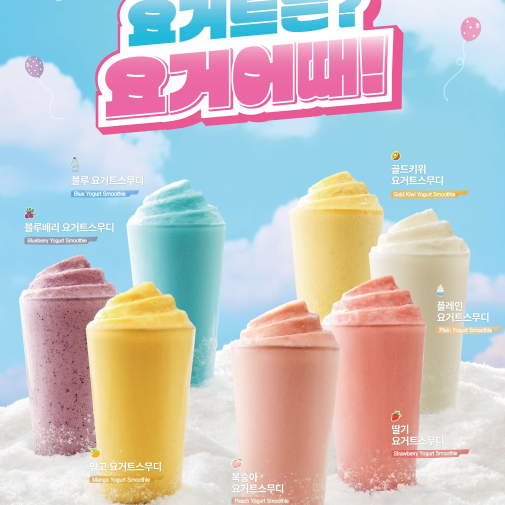 요거트는?
요거어때!
블루 요거트스무디
Blue Yogurt Smoothie
골드키위
요거트스무디
Gold Kiwi Yogurt Smoothie
블루베리 요거트스무디
Blueberry Yogurt Smoothie
플레인
요거트스무디
Plain Yogurt Smoothie
딸기
요거트스무디
Strawberry Yogurt Smoothie
망고 요거트스무디
Mango Yogurt Smoothie
복숭아
요거트스무디
Peach Yogurt Smoothie